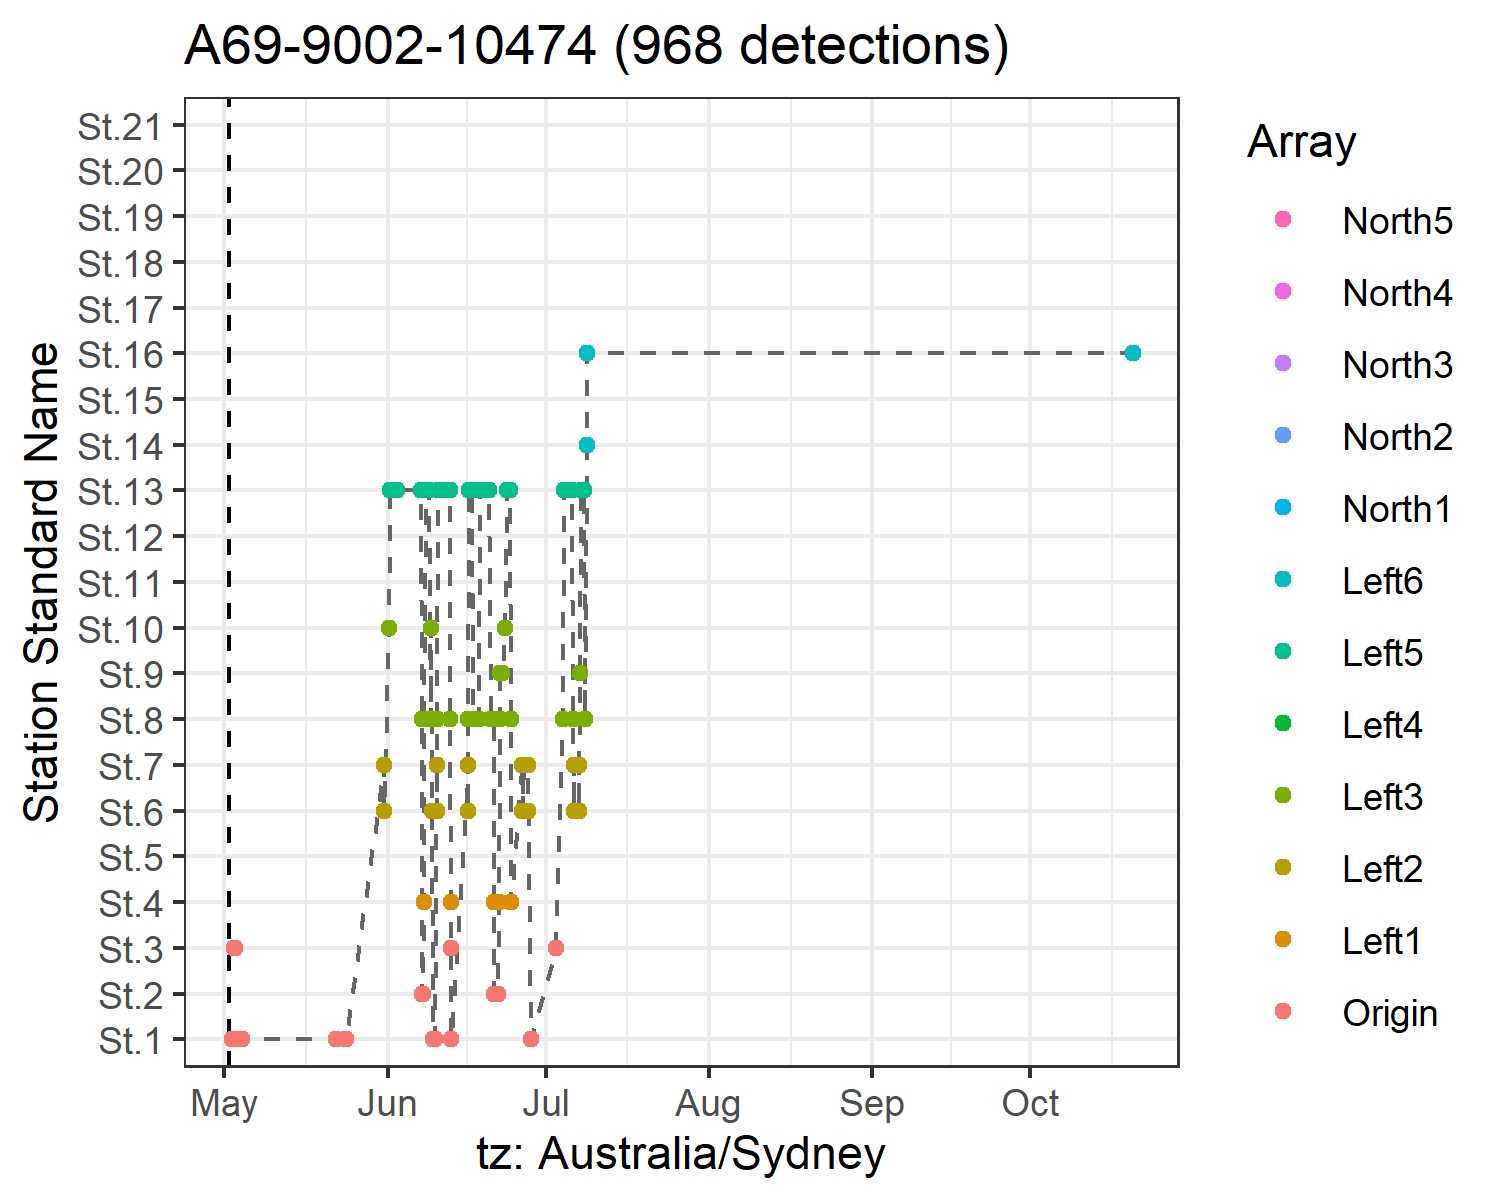 A69-9002-10474 (968 detections)
Station Standard Name
St.21
St.20
St.19
St.18
St.17
St.16
St.15
St.14
St.13
St.12
St.11
St.10
St.9
St.8
St.7
St.6
St.5
St.4
St.3
St.2
St.1
May
Jun
Jul
Aug
Sep
Oct
tz: Australia/Sydney
Array
North5
North4
North3
North2
North1
Left6
Left5
Left4
Left3
Left2
Left1
Origin